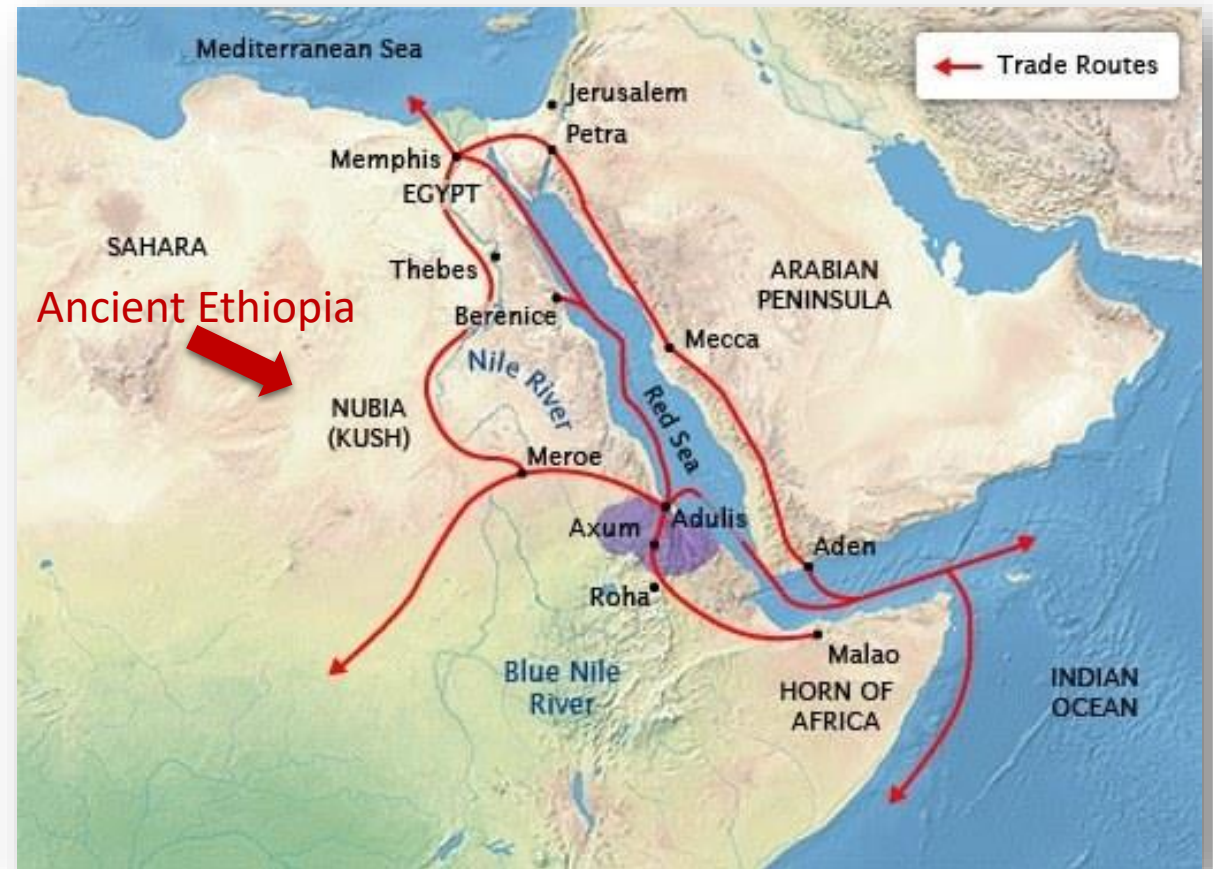 Mediterranean Sea
Trade Routes
Jerusalem
Petra
Memphis
EGYPT
SAHARA
Thebes
ARABIAN
PENINSULA
Ancient Ethiopia
Berenice
Mecca
Nile River
NUBIA
(KUSH)
Red Sea
Meroe
Axum
Adulis
Aden
Roha
Malao
Blue Nile
River
HORN OF
AFRICA
INDIAN
OCEAN